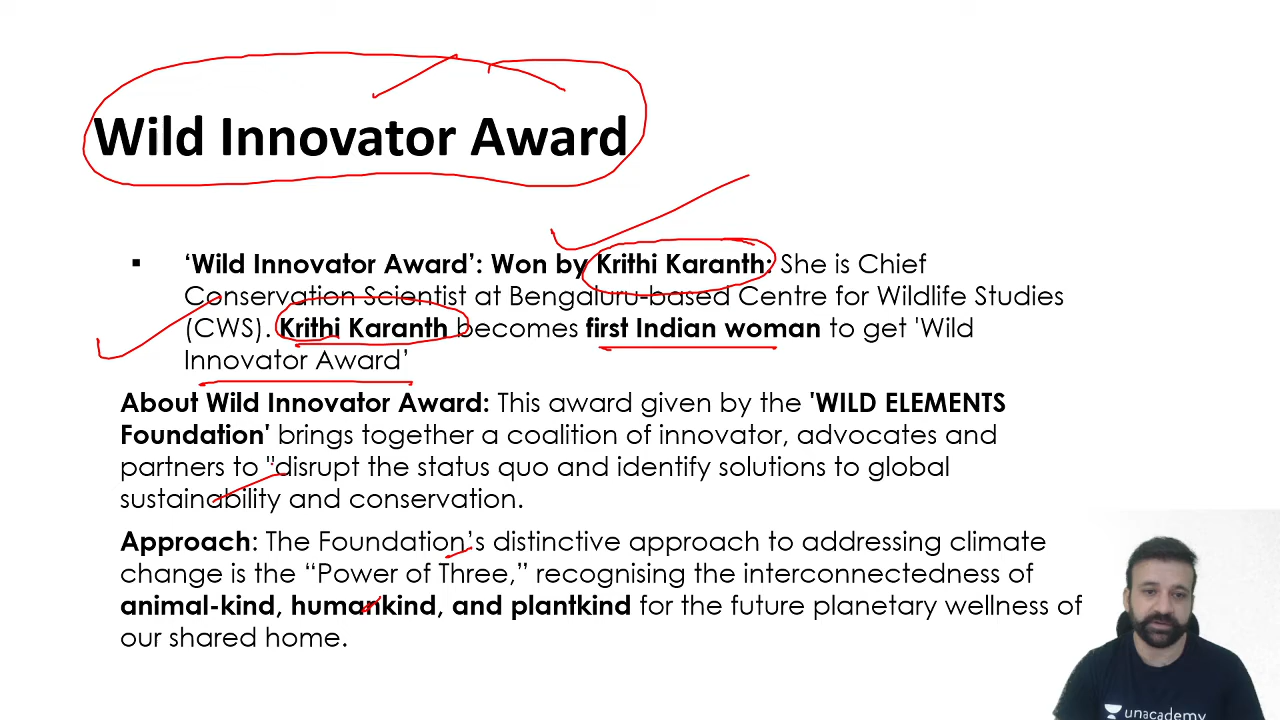 Wild Innovator Award
▪ ‘Wild Innovator Award’: Won by Krithi Karanth: She is Chief
Conservation Scientist at Bengaluru-based Centre for Wildlife Studies
(CWS). Krithi Karanth becomes first Indian woman to get 'Wild
Innovator Award’
About Wild Innovator Award: This award given by the 'WILD ELEMENTS
Foundation' brings together a coalition of innovator, advocates and
partners to "disrupt the status quo and identify solutions to global
sustainability and conservation.
Approach: The Foundation’s distinctive approach to addressing climate
change is the “Power of Three,” recognising the interconnectedness of
animal-kind, humankind, and plantkind for the future planetary wellness of
our shared home.
unacademy